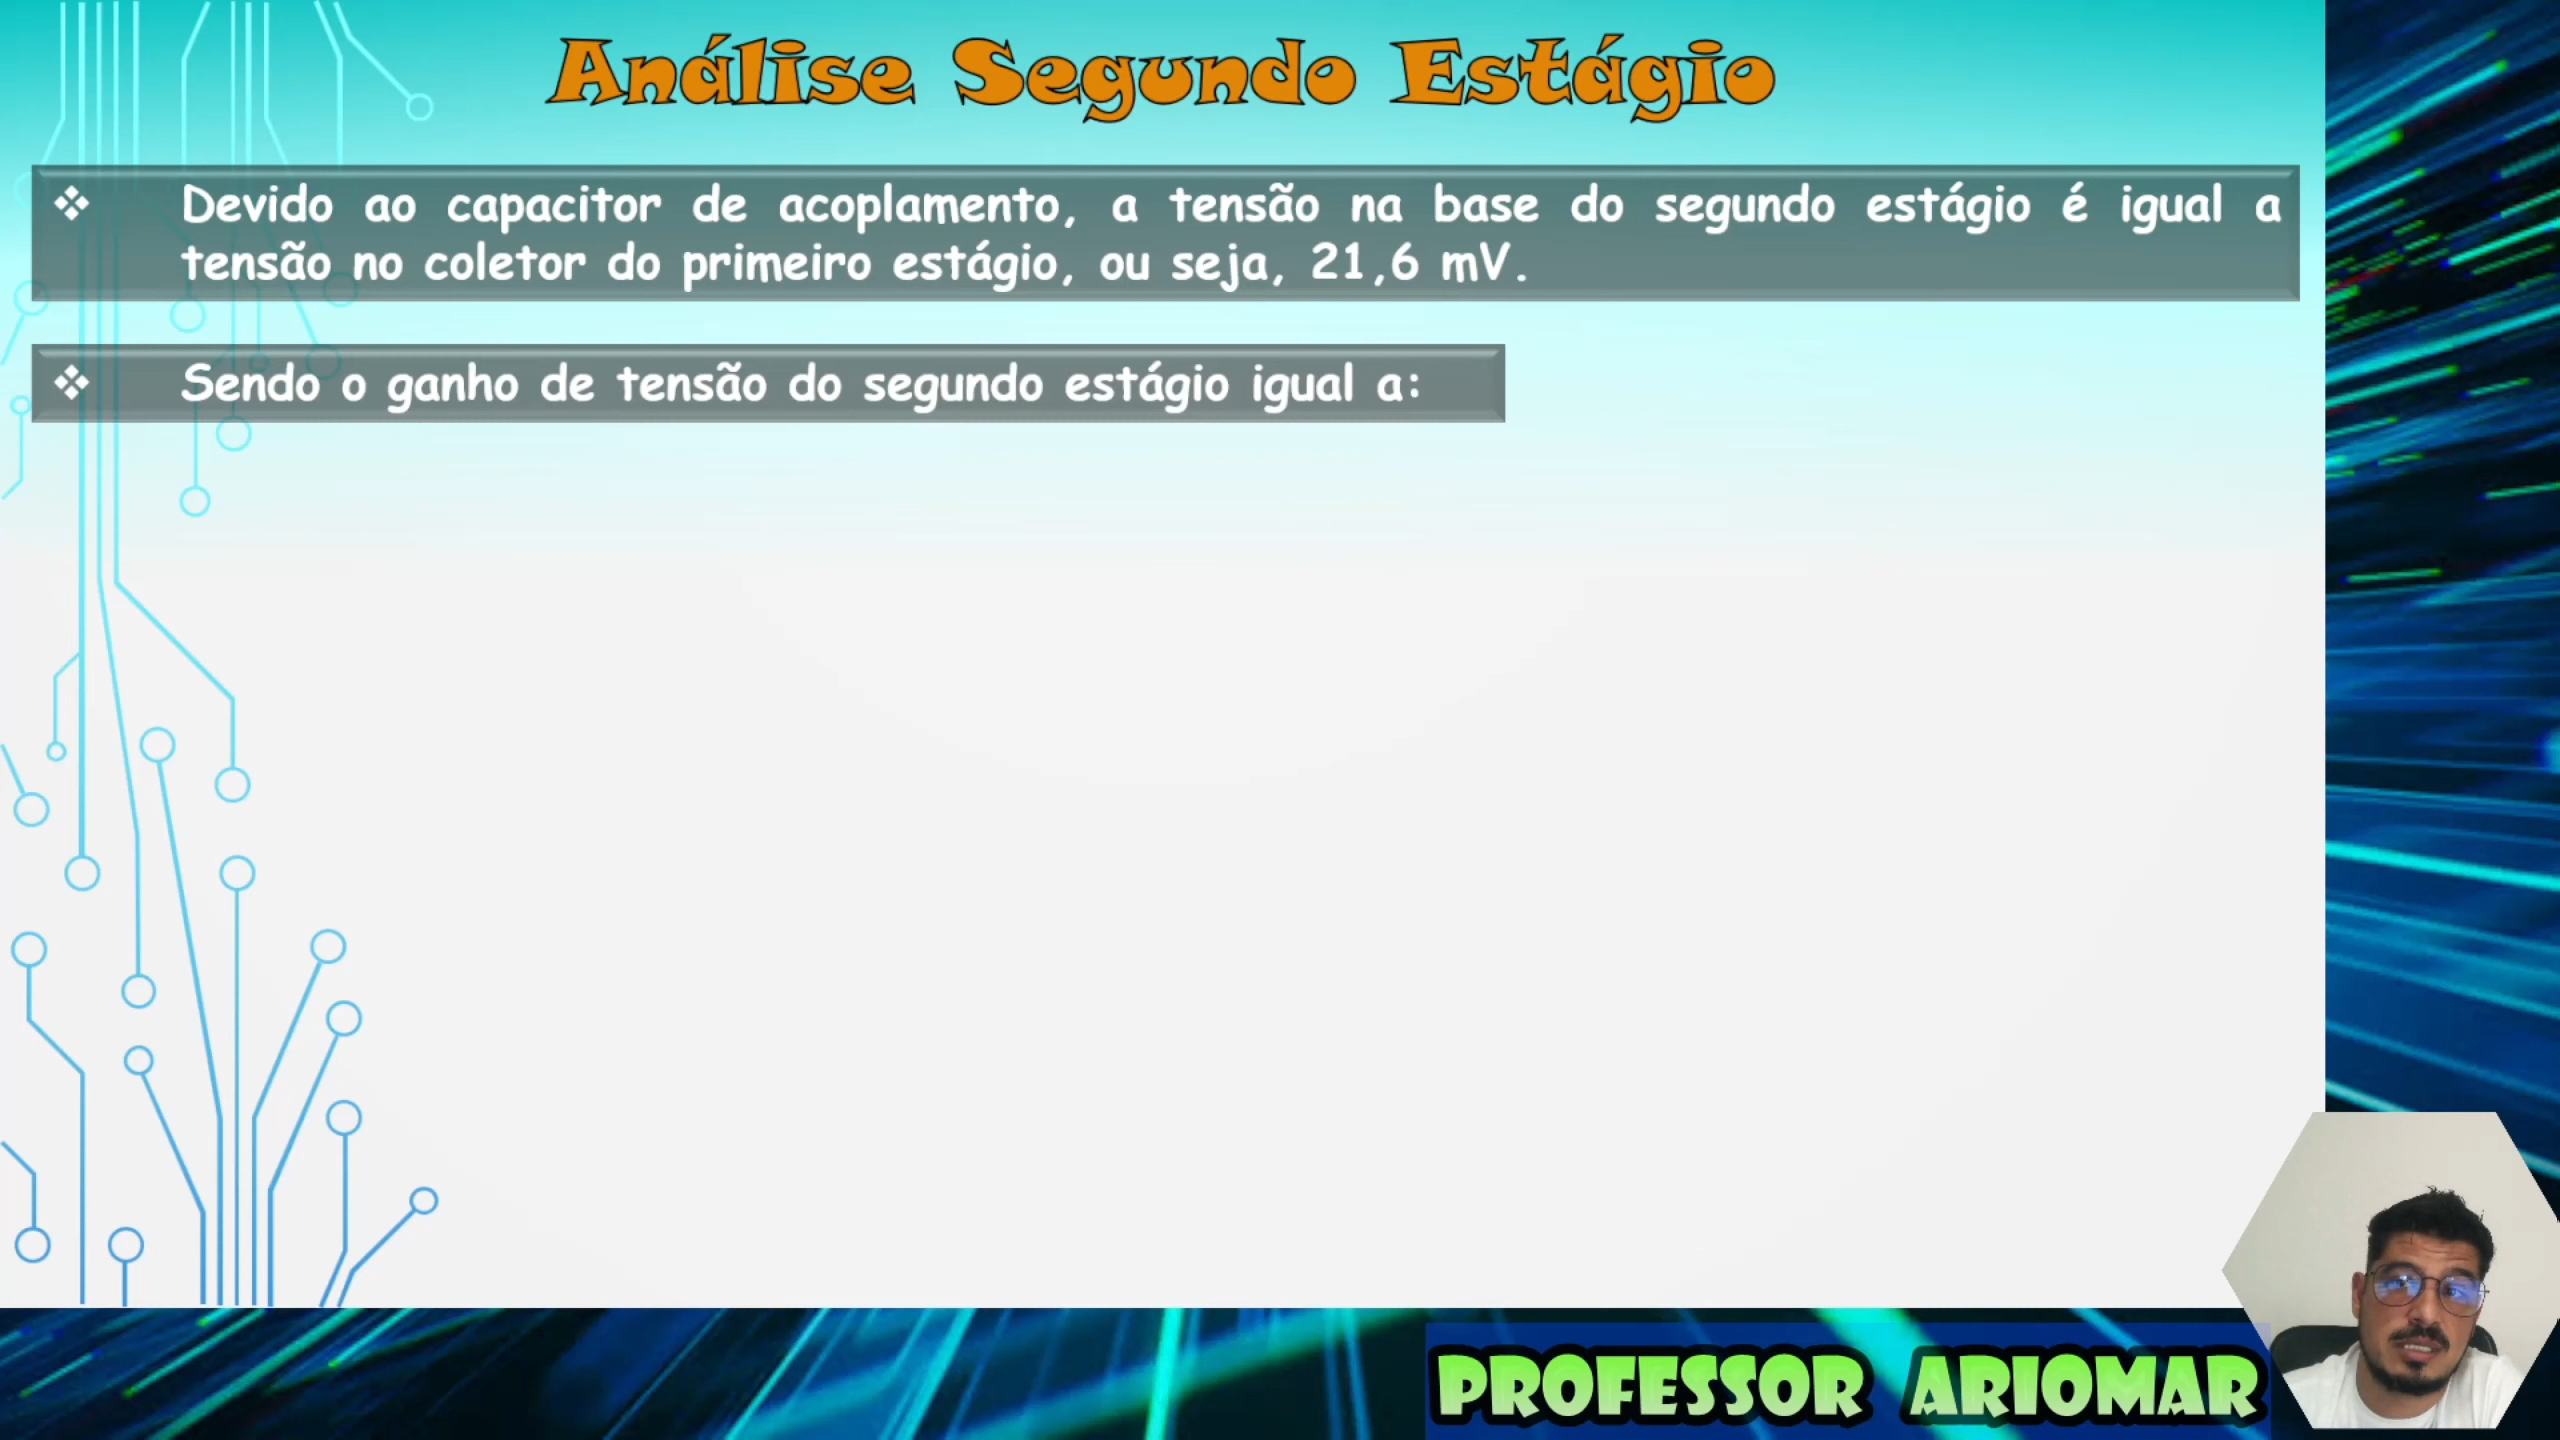 Análise Segundo Estágio
❖ Devido ao capacitor de acoplamento, a tensão na base do segundo estágio é igual a
tensão no coletor do primeiro estágio, ou seja, 21,6 mV.
❖ Sendo o ganho de tensão do segundo estágio igual a:
PROFESSOR ARIOMAR